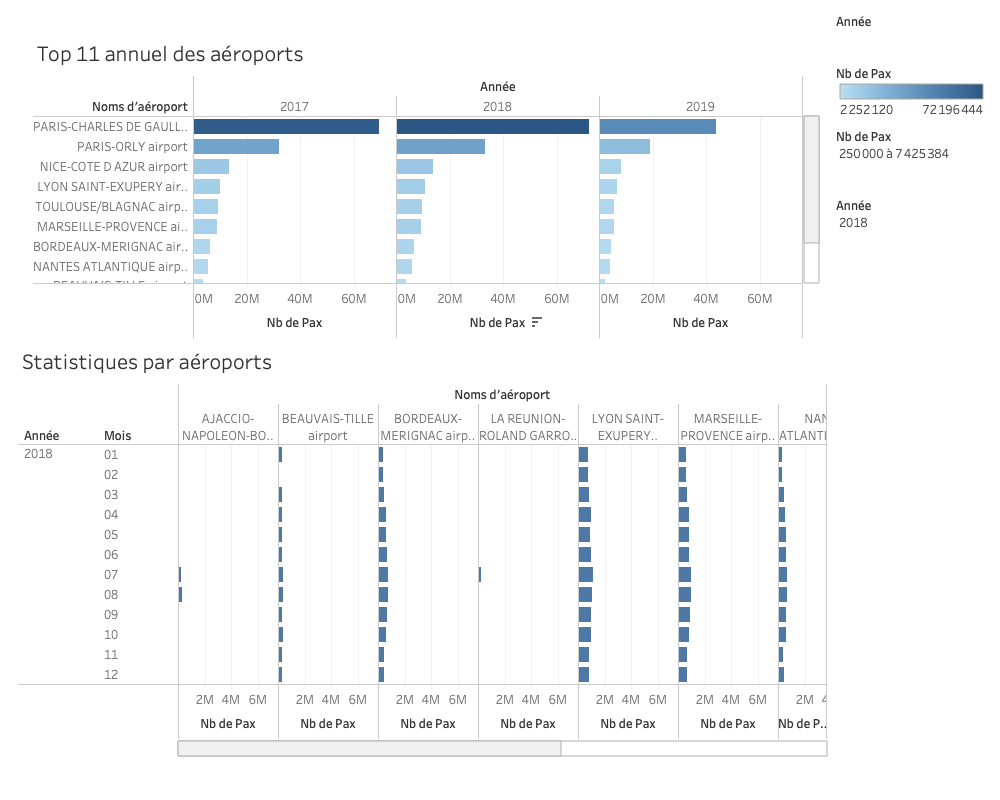 Année
Top 11 annuel des aéroports
Année
Noms d'aéroport 2017 2018 2019
PARIS-CHARLES DE GAULL..
PARIS-ORLY airport
NICE-COTE D AZUR airport
LYON SAINT-EXUPERY air..
TOULOUSE/BLAGNAC airp..
MARSEILLE-PROVENCE ai..
BORDEAUX-MERIGNAC air..
NANTES ATLANTIQUE airp..
0M 20M 40M 60M 0M 20M 40M 60M 0M 20M 40M 60M
Nb de Pax Nb de Pax Nb de Pax
Nb de Pax
2 252 120 72 196 444
Nb de Pax
250 000 à 7 425 384
Année
2018
Statistiques par aéroports
Noms d'aéroport
AJACCIO- BEAUVAIS-TILLE BORDEAUX- LA REUNION- LYON SAINT- MARSEILLE- NAN
Année Mois NAPOLEON-BO.. airport MERIGNAC airp.. ROLAND GARRO.. EXUPERY.. PROVENCE airp.. ATLANTI
2018 01
02
03
04
05
06
07
08
09
10
11
12
2M 4M 6M 2M 4M 6M 2M 4M 6M 2M 4M 6M 2M 4M 6M 2M 4M 6M 2M 4
Nb de Pax Nb de Pax Nb de Pax Nb de Pax Nb de Pax Nb de Pax Nb de P..